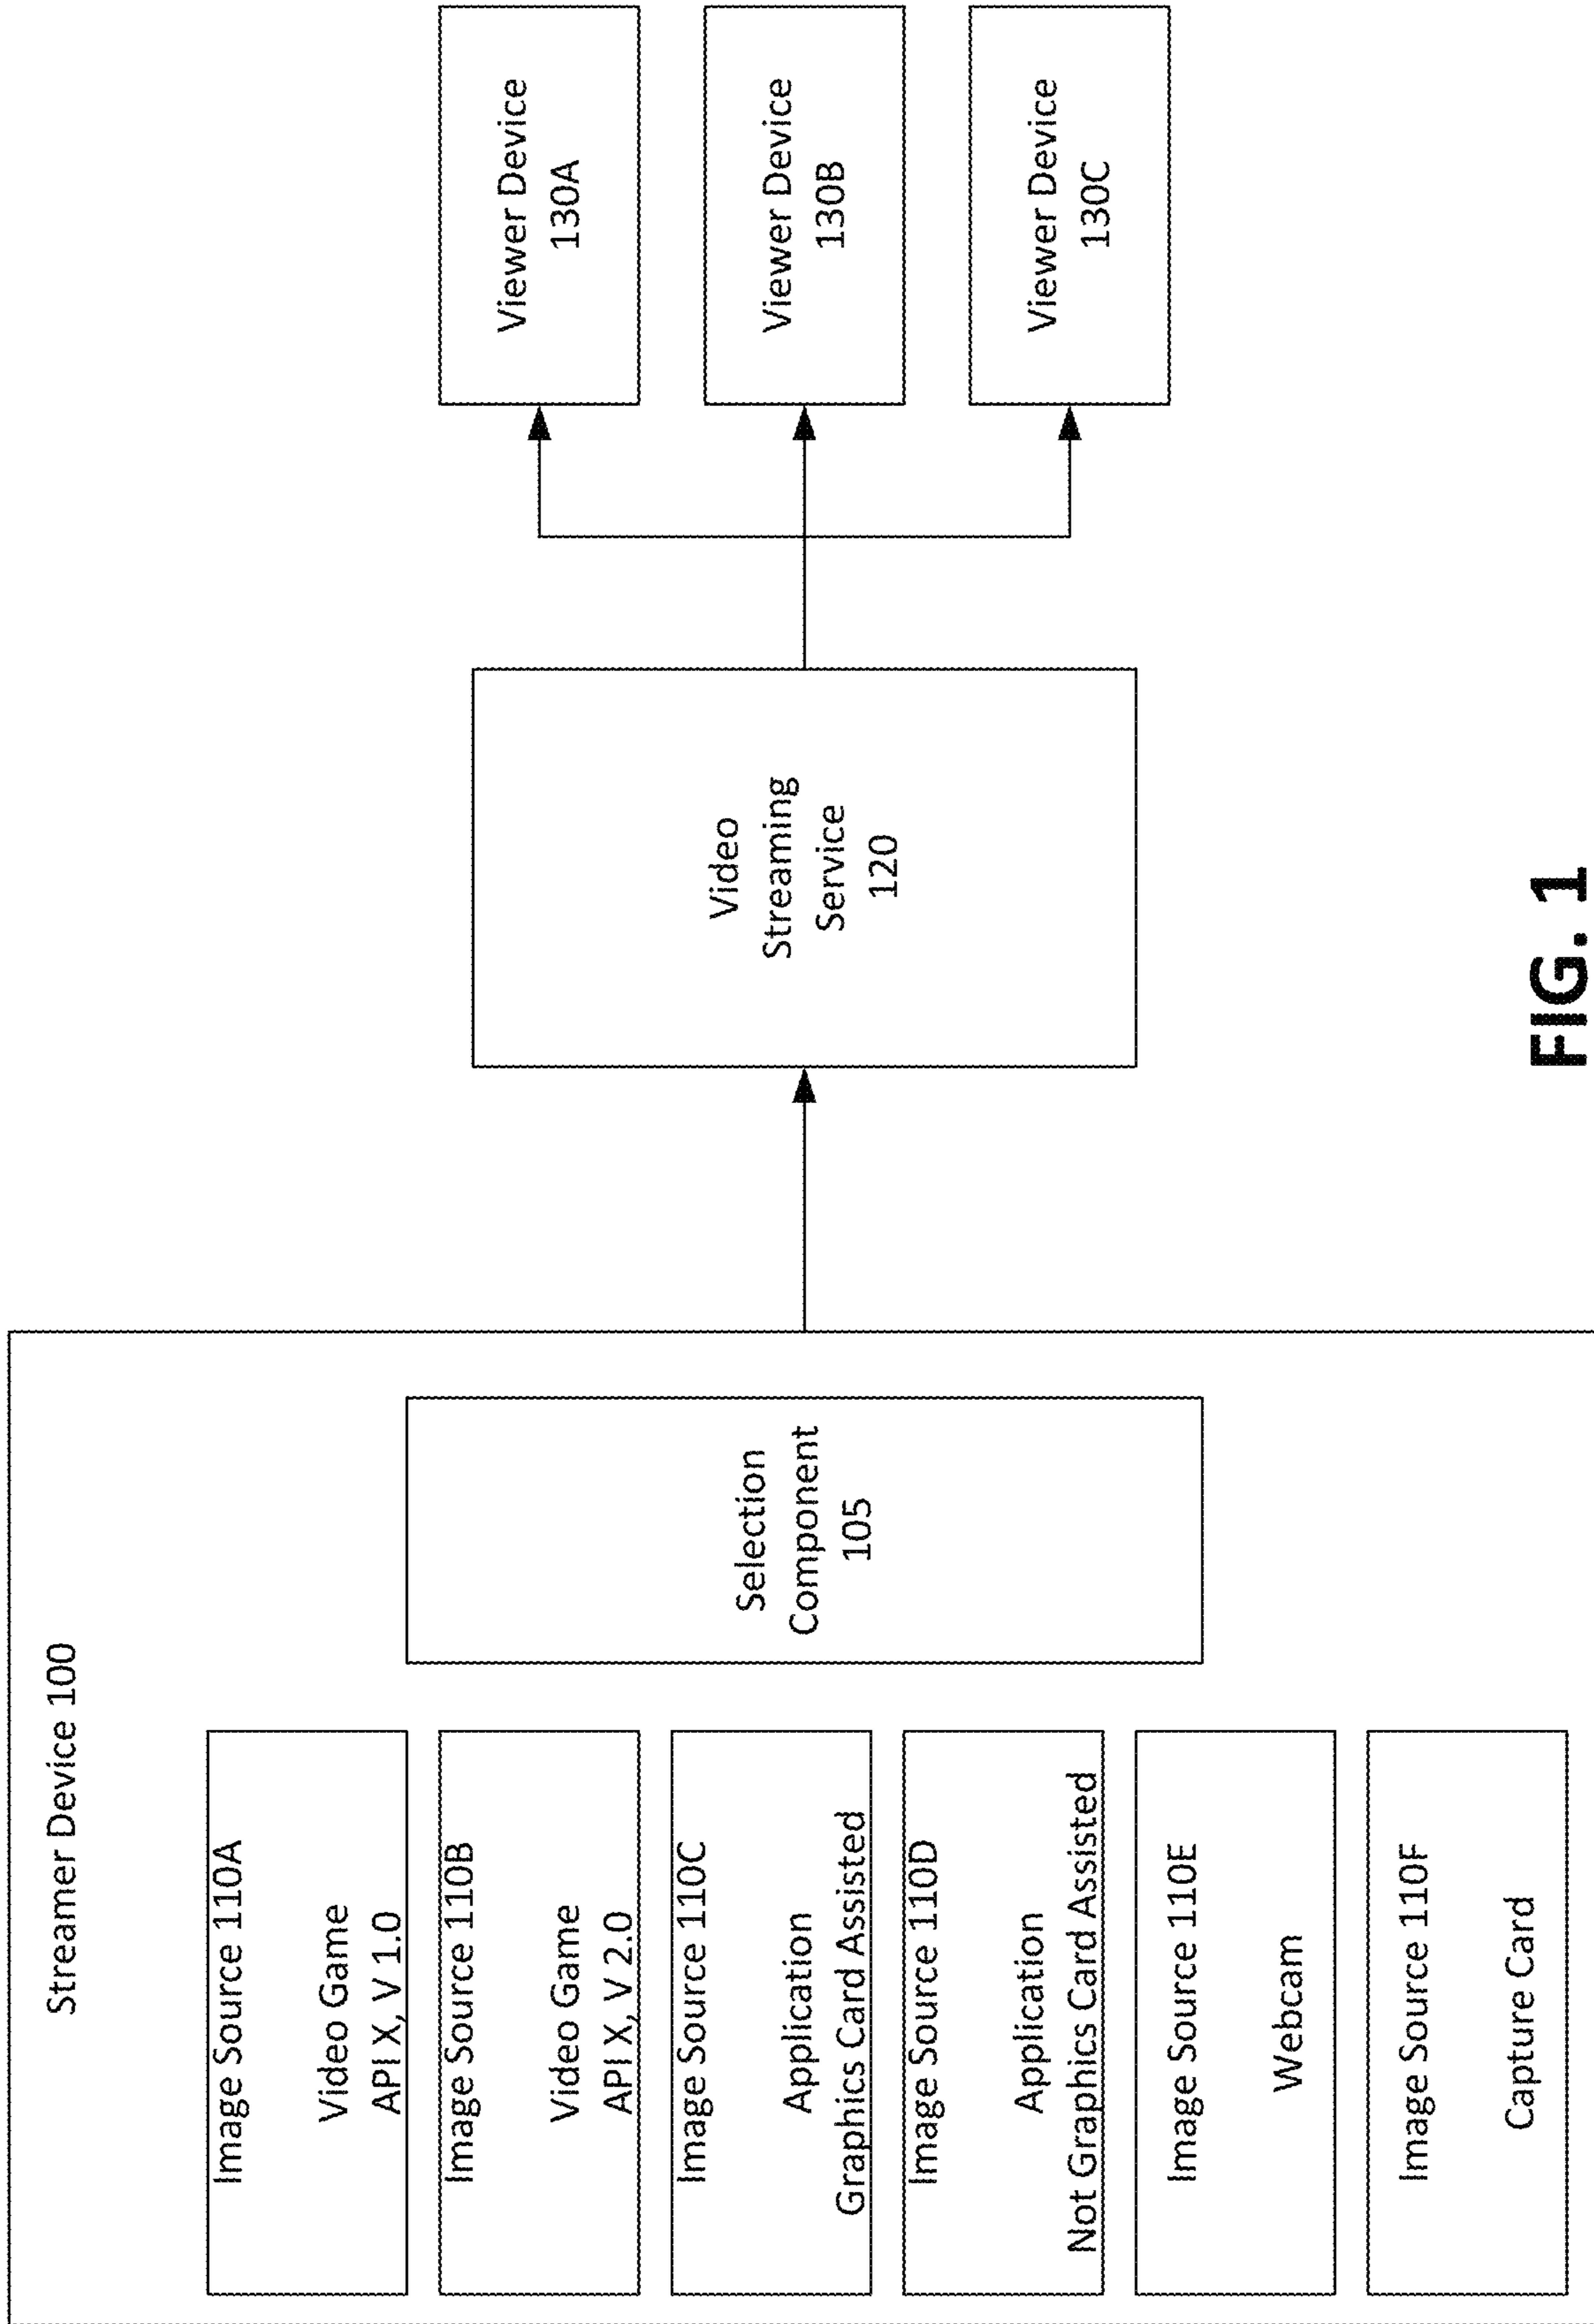 Streamer Device 100
Image Source 110A
Video Game
API X, V 1.0
Image Source 110B
Video Game
API X, V 2.0
Image Source 110C
Application
Graphics Card Assisted
Image Source 110D
Application
Not Graphics Card Assisted
Image Source 110E
Webcam
Image Source 110F
Capture Card
Selection
Component
105
Video
Streaming
Service
120
Viewer Device
130A
Viewer Device
130B
Viewer Device
130C
FIG. 1